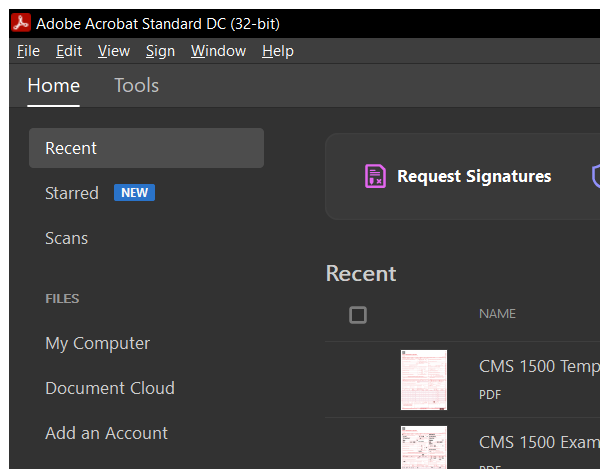 Adobe Acrobat Standard DC (32-bit)
File Edit View Sign Window Help
Home Tools
Recent
Starred NEW
Scans
FILES
My Computer
Document Cloud
Add an Account
Request Signatures
Recent
NAME
CMS 1500 Temp
PDF
CMS 1500 Exam
PDF